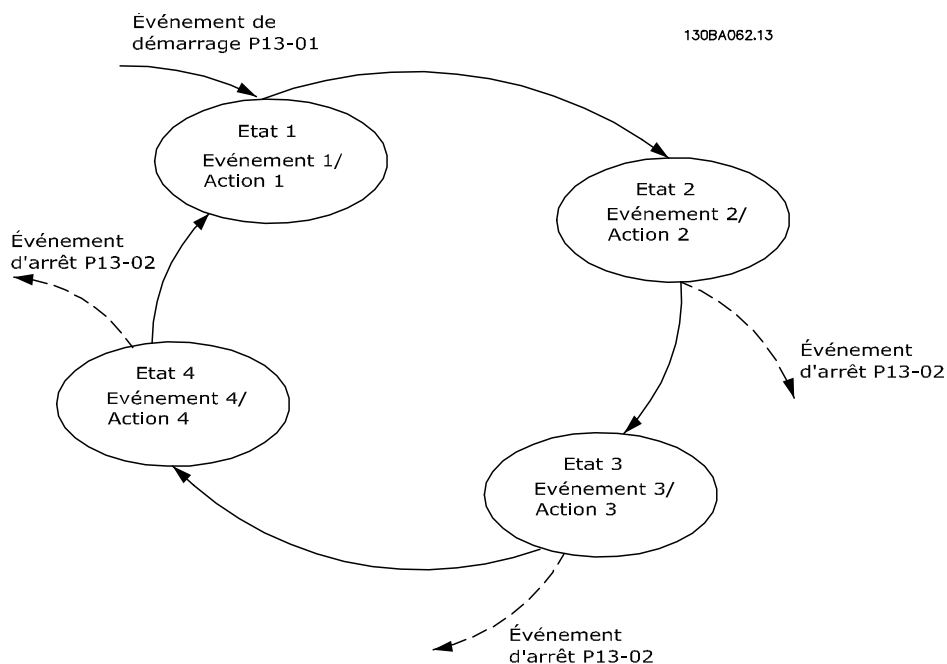 Événement de
démarrage P13-01
130BA062.13
Etat 1
Evénement 1/
Action 1
Etat 2
Evénement 2/
Action 2
Événement
d'arrêt P13-02
Événement
d'arrêt P13-02
Etat 4
Evénement 4/
Action 4
Etat 3
Evénement 3/
Action 3
Événement
d'arrêt P13-02